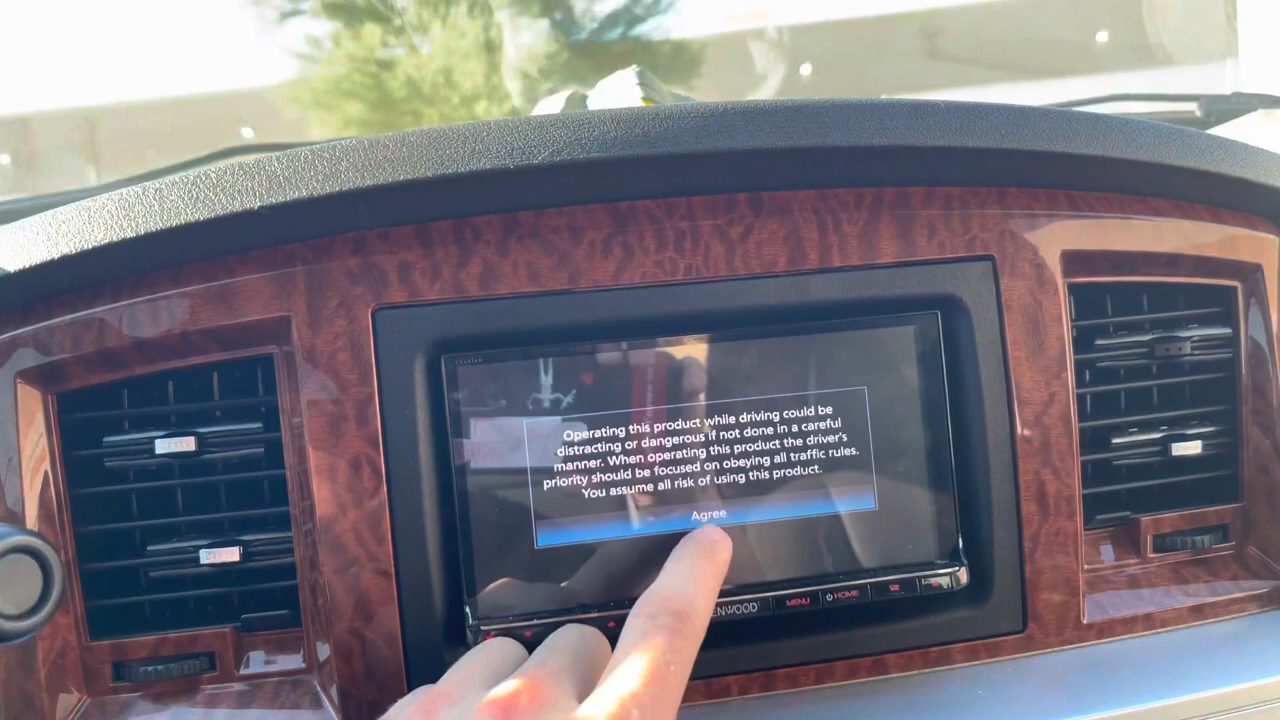 Operating this product while driving could be
distracting or dangerous if not done in a careful
manner. When operating this product the driver's
priority should be focused on obeying all traffic rules.
You assume all risk of using this product.
Agree
ENWOOD
MENU
HOME